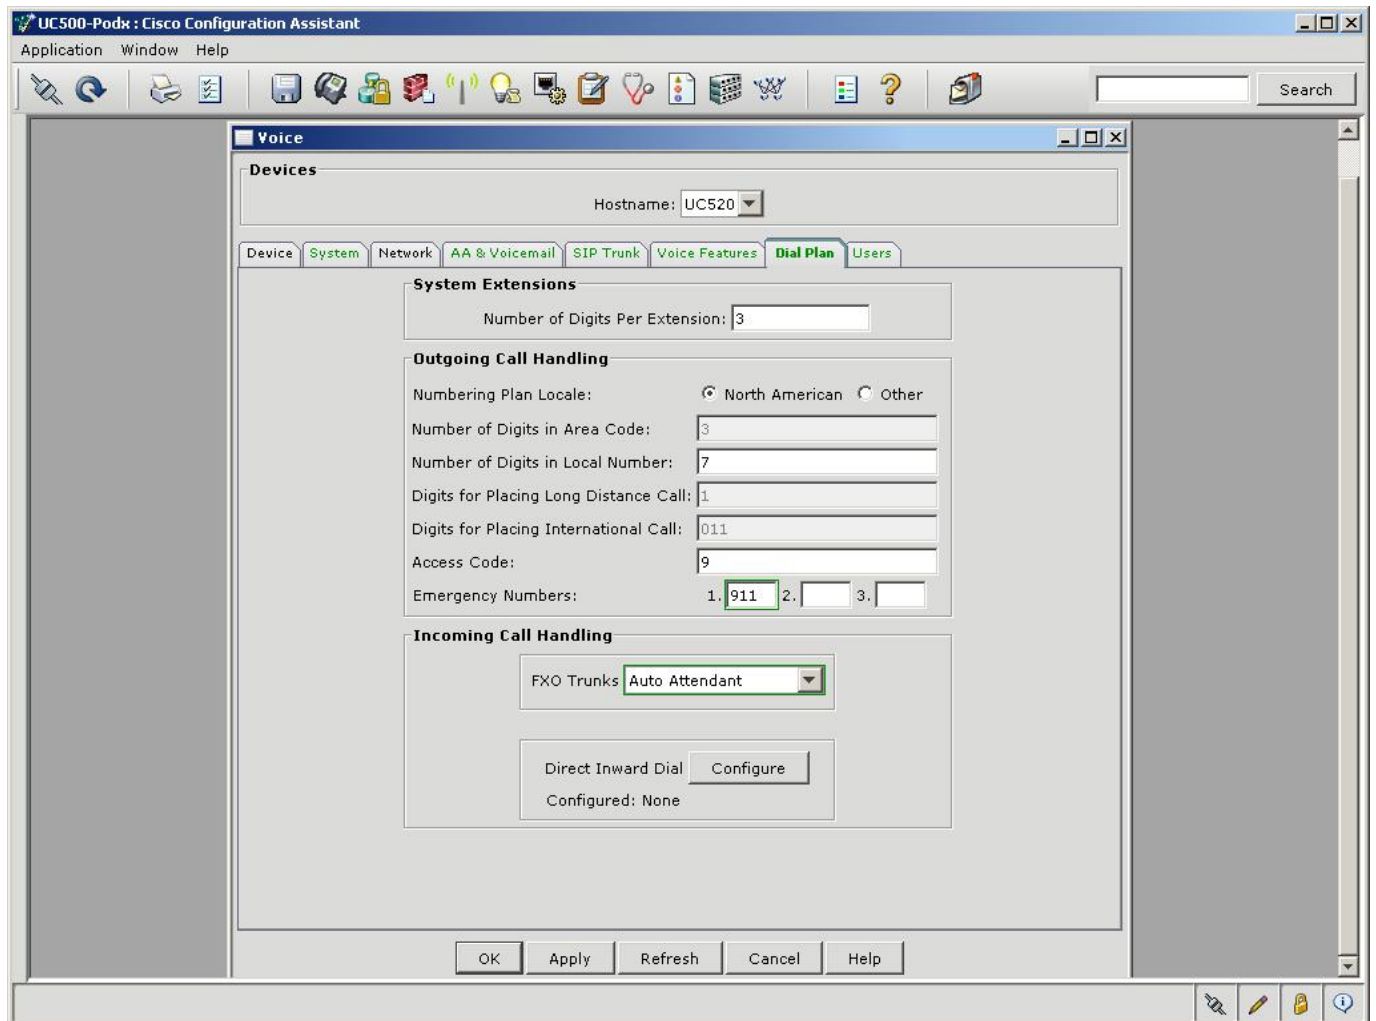 UC500-Podx : Cisco Configuration Assistant
Application Window Help
Search
Voice
Devices
Hostname: UC520
Device System Network AA & Voicemail SIP Trunk Voice Features Dial Plan Users
System Extensions
Number of Digits Per Extension: 3
Outgoing Call Handling
Numbering Plan Locale: North American Other
Number of Digits in Area Code: 3
Number of Digits in Local Number: 7
Digits for Placing Long Distance Call: 1
Digits for Placing International Call: 011
Access Code: 9
Emergency Numbers: 1. 911 2. 3.
Incoming Call Handling
FXO Trunks Auto Attendant
Direct Inward Dial Configure
Configured: None
OK Apply Refresh Cancel Help